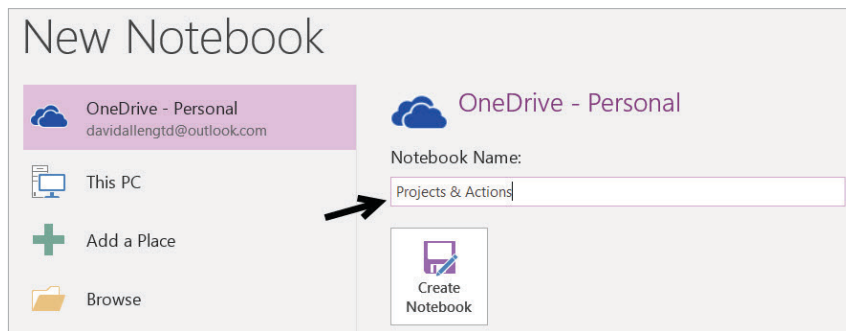 New Notebook
OneDrive - Personal
davidallengtd@outlook.com
This PC
Add a Place
Browse
OneDrive - Personal
Notebook Name:
Projects & Actions
Create
Notebook